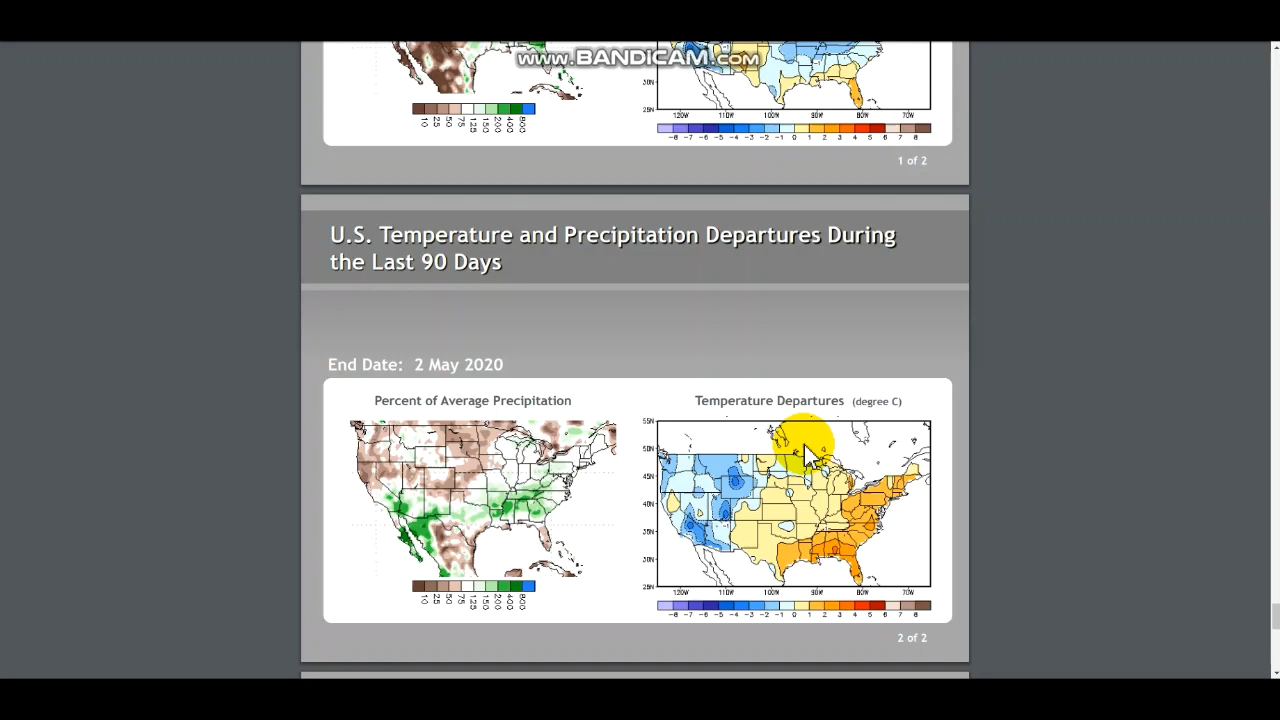 www.BANDICAM.com
10 25 50 75 125 150 200 400 800
30N
25N
120W 110W 100W 90W 80W 70W
-8 -7 -6 -5 -4 -3 -2 -1 0 1 2 3 4 5 6 7 8
1 of 2
U.S. Temperature and Precipitation Departures During
the Last 90 Days
End Date: 2 May 2020
Percent of Average Precipitation
Temperature Departures (degree C)
55N
50N
45N
40N
35N
30N
25N
120W 110W 100W 90W 80W 70W
10 25 50 75 125 150 200 400 800
-8 -7 -6 -5 -4 -3 -2 -1 0 1 2 3 4 5 6 7 8
2 of 2